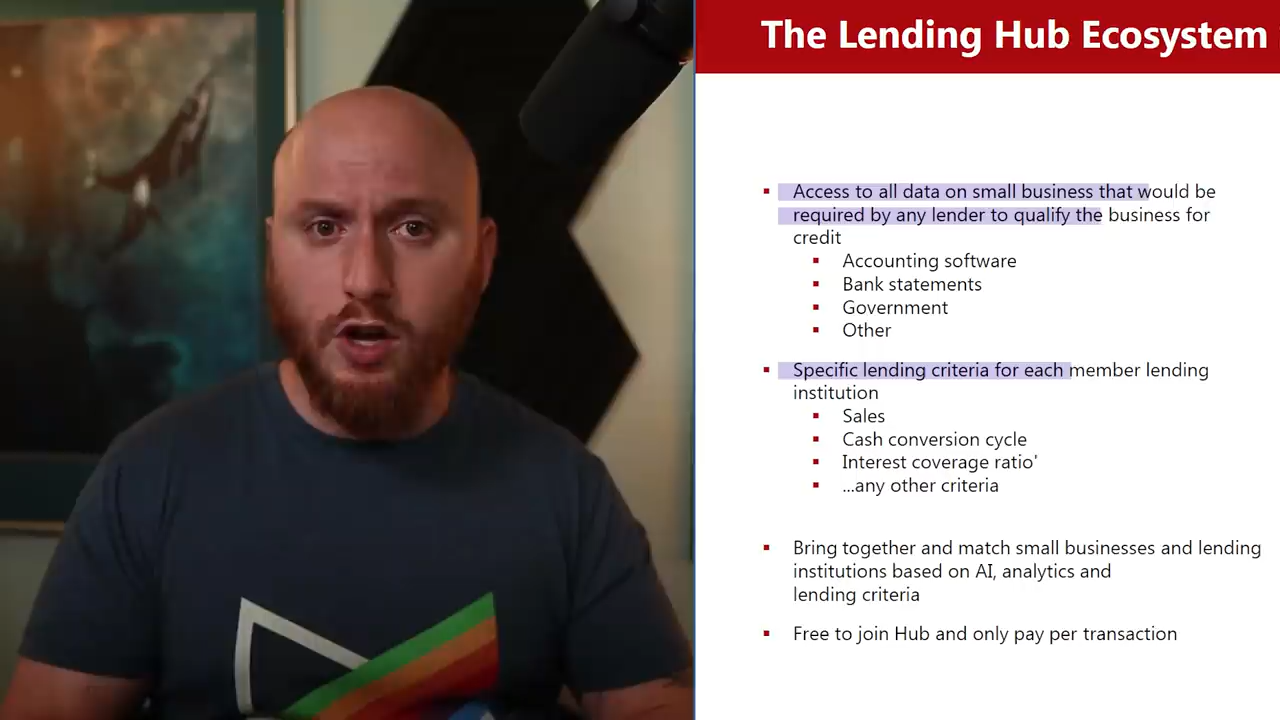 The Lending Hub Ecosystem
Access to all data on small business that would be
required by any lender to qualify the business for
credit
Accounting software
Bank statements
Government
Other
Specific lending criteria for each member lending
institution
Sales
Cash conversion cycle
Interest coverage ratio'
...any other criteria
Bring together and match small businesses and lending
institutions based on AI, analytics and
lending criteria
Free to join Hub and only pay per transaction